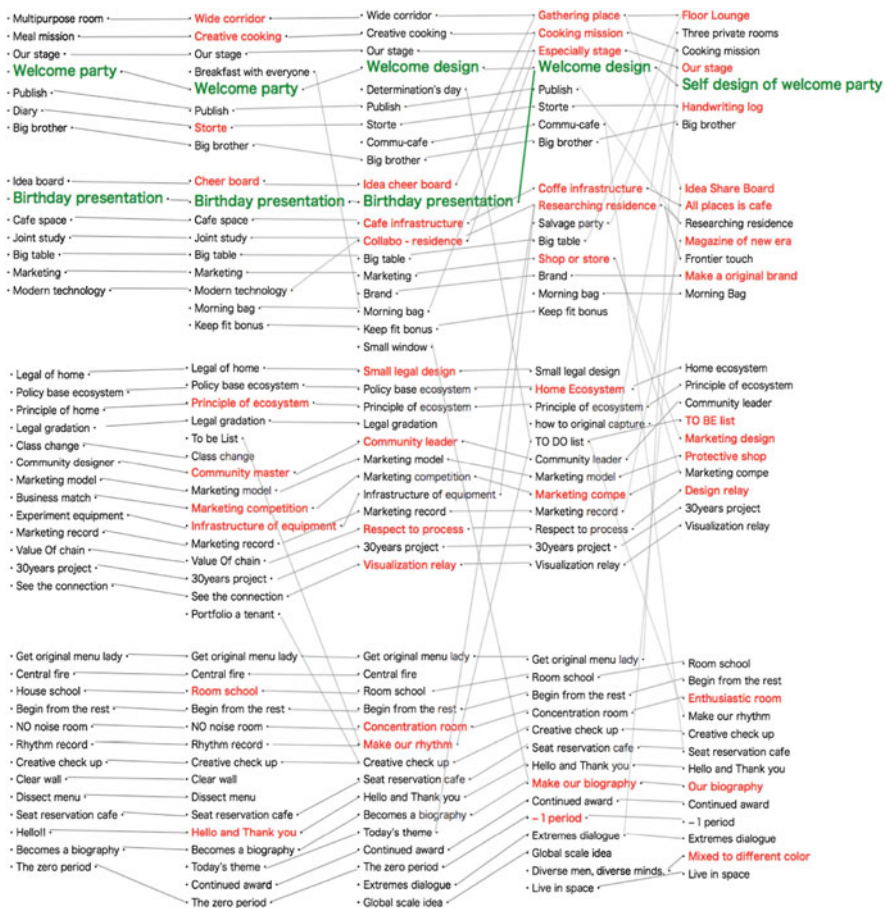 Multipurpose room
Meal mission
Our stage
Welcome party
Publish
Diary
Big brother
Wide corridor
Creative cooking
Our stage
Breakfast with everyone
Welcome party
Publish
Storte
Big brother
Wide corridor
Creative cooking
Our stage
Welcome design
Determination's day
Publish
Storte
Commu-cafe
Big brother
Gathering place
Cooking mission
Especially stage
Welcome design
Publish
Storte
Commu-cafe
Big brother
Floor Lounge
Three private rooms
Cooking mission
Our stage
Self design of welcome party
Handwriting log
Big brother
Idea board
Birthday presentation
Cafe space
Joint study
Big table
Marketing
Modern technology
Cheer board
Birthday presentation
Cafe space
Joint study
Big table
Marketing
Modern technology
Morning bag
Keep fit bonus
Idea cheer board
Birthday presentation
Cafe infrastructure
Collabo - residence
Big table
Marketing
Brand
Morning bag
Keep fit bonus
Small window
Coffe infrastructure
Researching residence
Salvage party
Big table
Shop or store
Brand
Morning bag
Keep fit bonus
Idea Share Board
All places is cafe
Researching residence
Magazine of new era
Frontier touch
Make a original brand
Morning Bag
Legal of home
Policy base ecosystem
Principle of home
Legal gradation
Class change
Community designer
Marketing model
Business match
Experiment equipment
Marketing record
Value Of chain
30years project
See the connection
Legal of home
Policy base ecosystem
Principle of ecosystem
Legal gradation
To be List
Class change
Community master
Marketing model
Marketing competition
Infrastructure of equipment
Marketing record
Value Of chain
30years project
See the connection
Portfolio a tenant
Small legal design
Policy base ecosystem
Principle of ecosystem
Legal gradation
Community leader
Marketing model
Marketing competition
Infrastructure of equipment
Marketing record
Respect to process
30years project
Visualization relay
Small legal design
Home Ecosystem
Principle of ecosystem
how to original capture
TO DO list
Community leader
Marketing model
Marketing compe
Marketing record
Respect to process
30years project
Visualization relay
Home ecosystem
Principle of ecosystem
Community leader
TO BE list
Marketing design
Protective shop
Marketing compe
Design relay
30years project
Visualization relay
Get original menu lady
Central fire
House school
Begin from the rest
NO noise room
Rhythm record
Creative check up
Clear wall
Dissect menu
Seat reservation cafe
Hello!!
Becomes a biography
The zero period
Get original menu lady
Central fire
Room school
Begin from the rest
NO noise room
Rhythm record
Creative check up
Clear wall
Dissect menu
Seat reservation cafe
Hello and Thank you
Becomes a biography
Today's theme
Continued award
The zero period
Get original menu lady
Central fire
Room school
Begin from the rest
Concentration room
Make our rhythm
Creative check up
Seat reservation cafe
Hello and Thank you
Becomes a biography
Today's theme
Continued award
The zero period
Extremes dialogue
Global scale idea
Get original menu lady
Room school
Begin from the rest
Concentration room
Creative check up
Seat reservation cafe
Hello and Thank you
Make our biography
Continued award
– 1 period
Extremes dialogue
Global scale idea
Diverse men, diverse minds.
Live in space
Room school
Begin from the rest
Enthusiastic room
Make our rhythm
Creative check up
Seat reservation cafe
Hello and Thank you
Our biography
Continued award
– 1 period
Extremes dialogue
Mixed to different color
Live in space